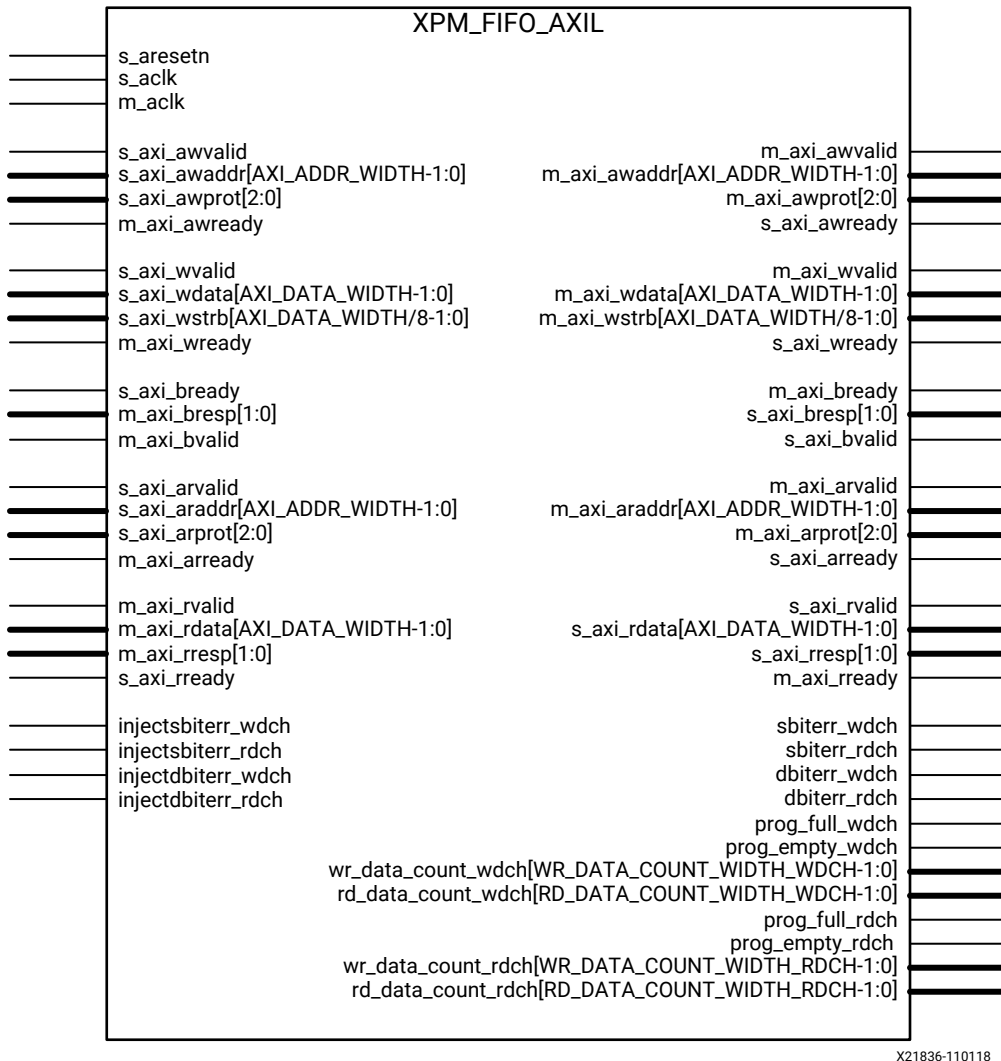 XPM_FIFO_AXIL
s_aresetn
s_aclk
m_aclk
s_axi_awvalid m_axi_awvalid
s_axi_awaddr[AXI_ADDR_WIDTH-1:0] m_axi_awaddr[AXI_ADDR_WIDTH-1:0]
s_axi_awprot[2:0] m_axi_awprot[2:0]
m_axi_awready s_axi_awready
s_axi_wvalid m_axi_wvalid
s_axi_wdata[AXI_DATA_WIDTH-1:0] m_axi_wdata[AXI_DATA_WIDTH-1:0]
s_axi_wstrb[AXI_DATA_WIDTH/8-1:0] m_axi_wstrb[AXI_DATA_WIDTH/8-1:0]
m_axi_wready s_axi_wready
s_axi_bready m_axi_bready
m_axi_bresp[1:0] s_axi_bresp[1:0]
m_axi_bvalid s_axi_bvalid
s_axi_arvalid m_axi_arvalid
s_axi_araddr[AXI_ADDR_WIDTH-1:0] m_axi_araddr[AXI_ADDR_WIDTH-1:0]
s_axi_arprot[2:0] m_axi_arprot[2:0]
m_axi_arready s_axi_arready
m_axi_rvalid s_axi_rvalid
m_axi_rdata[AXI_DATA_WIDTH-1:0] s_axi_rdata[AXI_DATA_WIDTH-1:0]
m_axi_rresp[1:0] s_axi_rresp[1:0]
s_axi_rready m_axi_rready
injectsbiterr_wdch sbiterr_wdch
injectsbiterr_rdch sbiterr_rdch
injectdbiterr_wdch dbiterr_wdch
injectdbiterr_rdch dbiterr_rdch
prog_full_wdch
prog_empty_wdch
wr_data_count_wdch[WR_DATA_COUNT_WIDTH_WDCH-1:0]
rd_data_count_wdch[RD_DATA_COUNT_WIDTH_WDCH-1:0]
prog_full_rdch
prog_empty_rdch
wr_data_count_rdch[WR_DATA_COUNT_WIDTH_RDCH-1:0]
rd_data_count_rdch[RD_DATA_COUNT_WIDTH_RDCH-1:0]
X21836-110118